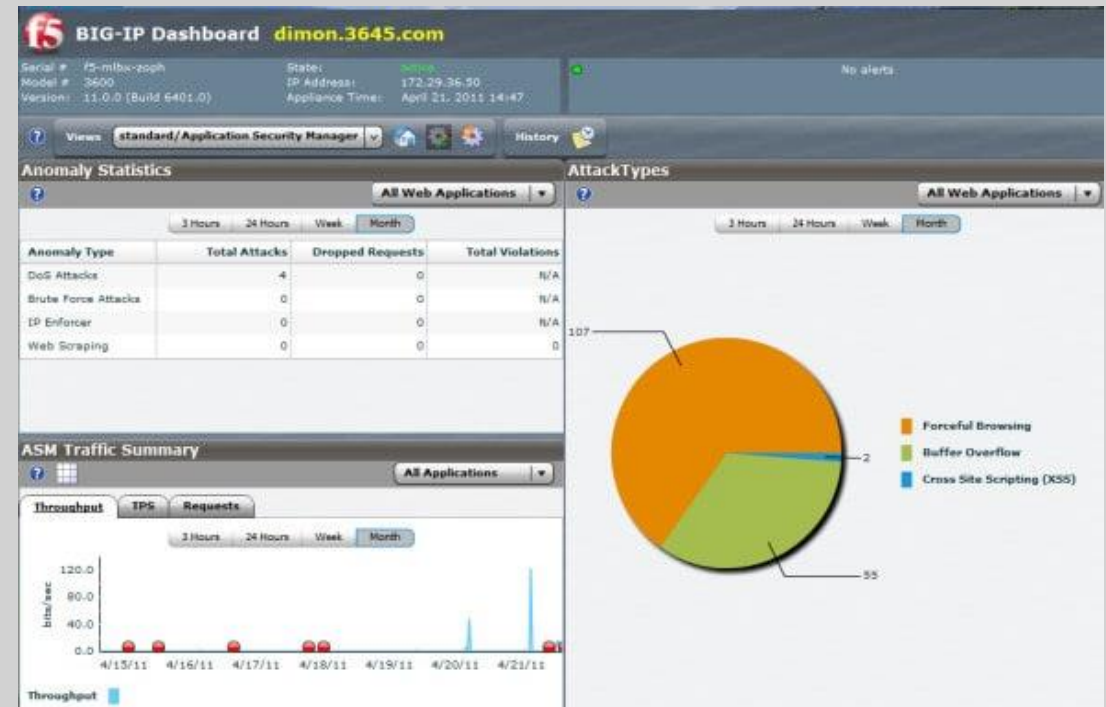 f5 BIG-IP Dashboard dimon.3645.com
Serial # f5-mlbx-zoph
Model # 3600
Version: 11.0.0 (Build 6401.0)
State:
IP Address: 172.29.36.50
Appliance Time: April 21, 2011 14:47
No alerts
Views standard/Application Security Manager History
Anomaly Statistics
All Web Applications
3 Hours 24 Hours Week Month
Anomaly Type Total Attacks Dropped Requests Total Violations
DoS Attacks 4 0 N/A
Brute Force Attacks 0 0 N/A
IP Enforcer 0 0 N/A
Web Scraping 0 0 0
AttackTypes
All Web Applications
3 Hours 24 Hours Week Month
107
2
55
Forceful Browsing
Buffer Overflow
Cross Site Scripting (XSS)
ASM Traffic Summary
All Applications
Throughput TPS Requests
3 Hours 24 Hours Week Month
bits/sec
120.0
80.0
40.0
0.0
4/15/11 4/16/11 4/17/11 4/18/11 4/19/11 4/20/11 4/21/11
Throughput